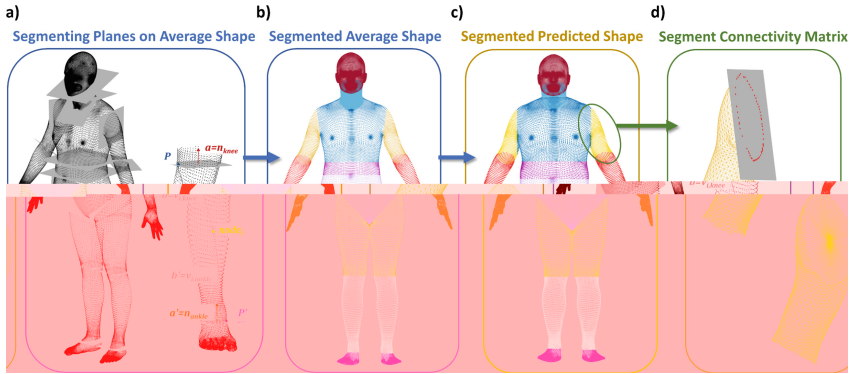 a)
b)
c)
d)
Segmenting Planes on Average Shape
Segmented Average Shape
Segmented Predicted Shape
Segment Connectivity Matrix
P
a=n_knee
a'=n_ankle
P'